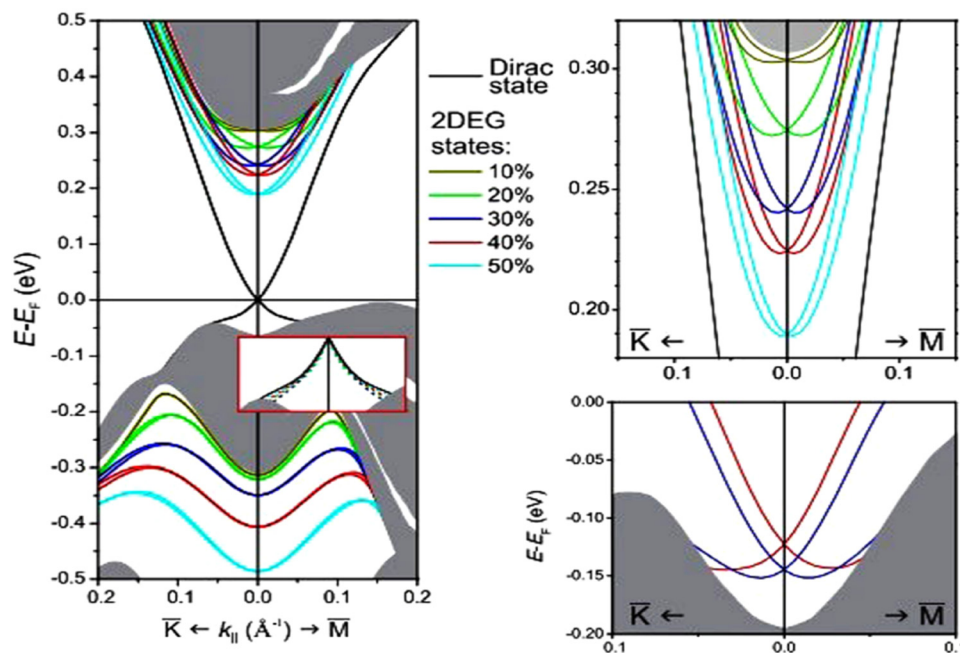 0.5
0.4
0.3
0.2
0.1
0.0
-0.1
-0.2
-0.3
-0.4
-0.5
E-E_F (eV)
0.2 0.1 0.0 0.1 0.2
K̅ ← k_|| (Å⁻¹) → M̅
Dirac
state
2DEG
states:
10%
20%
30%
40%
50%
0.30
0.25
0.20
K̅ ← → M̅
0.1 0.0 0.1
0.00
-0.05
-0.10
-0.15
-0.20
E-E_F (eV)
K̅ ← → M̅
0.1 0.0 0.